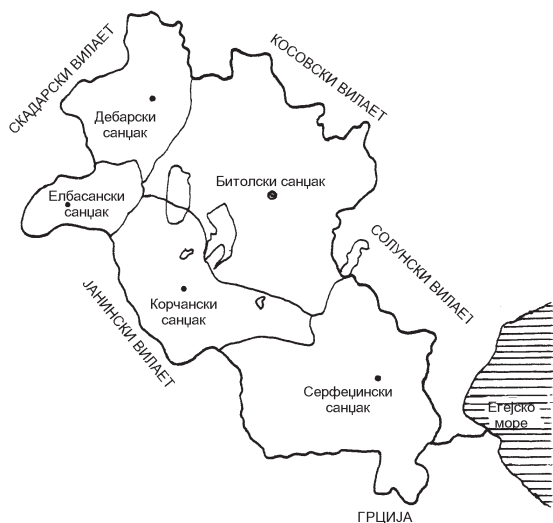 СКАДАРСКИ ВИЛАЕТ
КОСОВСКИ ВИЛАЕТ
Дебарски
санџак
Битолски санџак
Елбасански
санџак
СОЛУНСКИ ВИЛАЕТ
ЈАНИНСКИ ВИЛАЕТ
Корчански
санџак
Серфеџински
санџак
Егејско
море
ГРЦИЈА